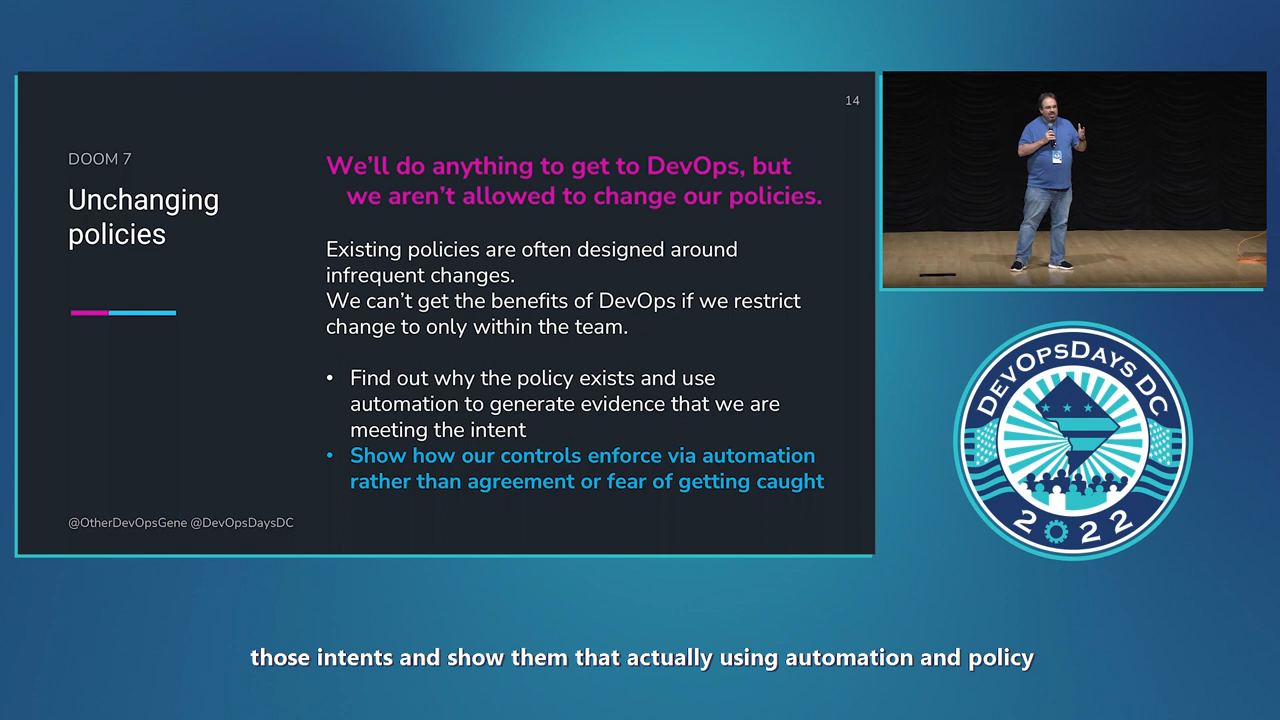 14
DOOM 7
Unchanging
policies
We’ll do anything to get to DevOps, but
we aren’t allowed to change our policies.
Existing policies are often designed around
infrequent changes.
We can’t get the benefits of DevOps if we restrict
change to only within the team.
• Find out why the policy exists and use
automation to generate evidence that we are
meeting the intent
• Show how our controls enforce via automation
rather than agreement or fear of getting caught
@OtherDevOpsGene @DevOpsDaysDC
DEVOPSDAYS DC
2022
those intents and show them that actually using automation and policy